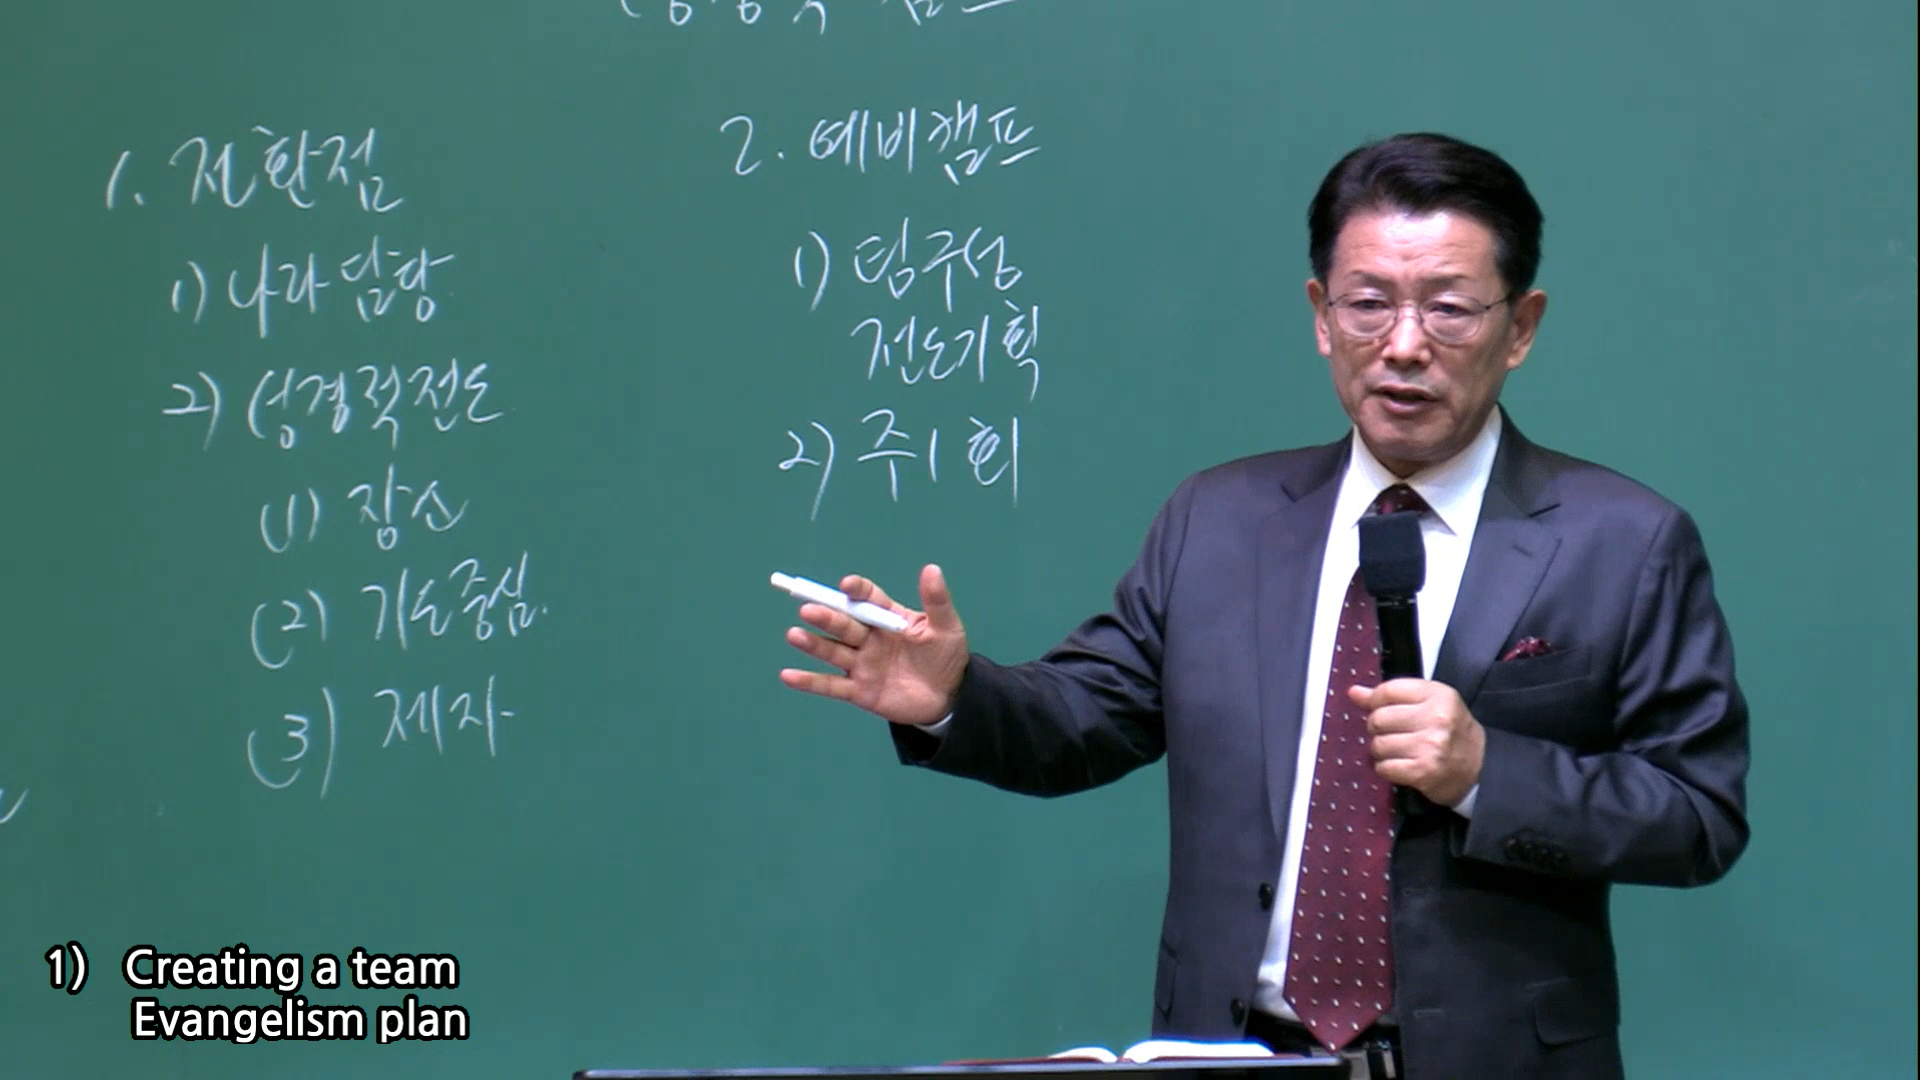 1. 전환점
1) 나라 담당
2) 성경적 전도
(1) 장소
(2) 기도중심.
(3) 제자
2. 예비캠프
1) 팀구성
전도기획
2) 주1회
1) Creating a team
Evangelism plan